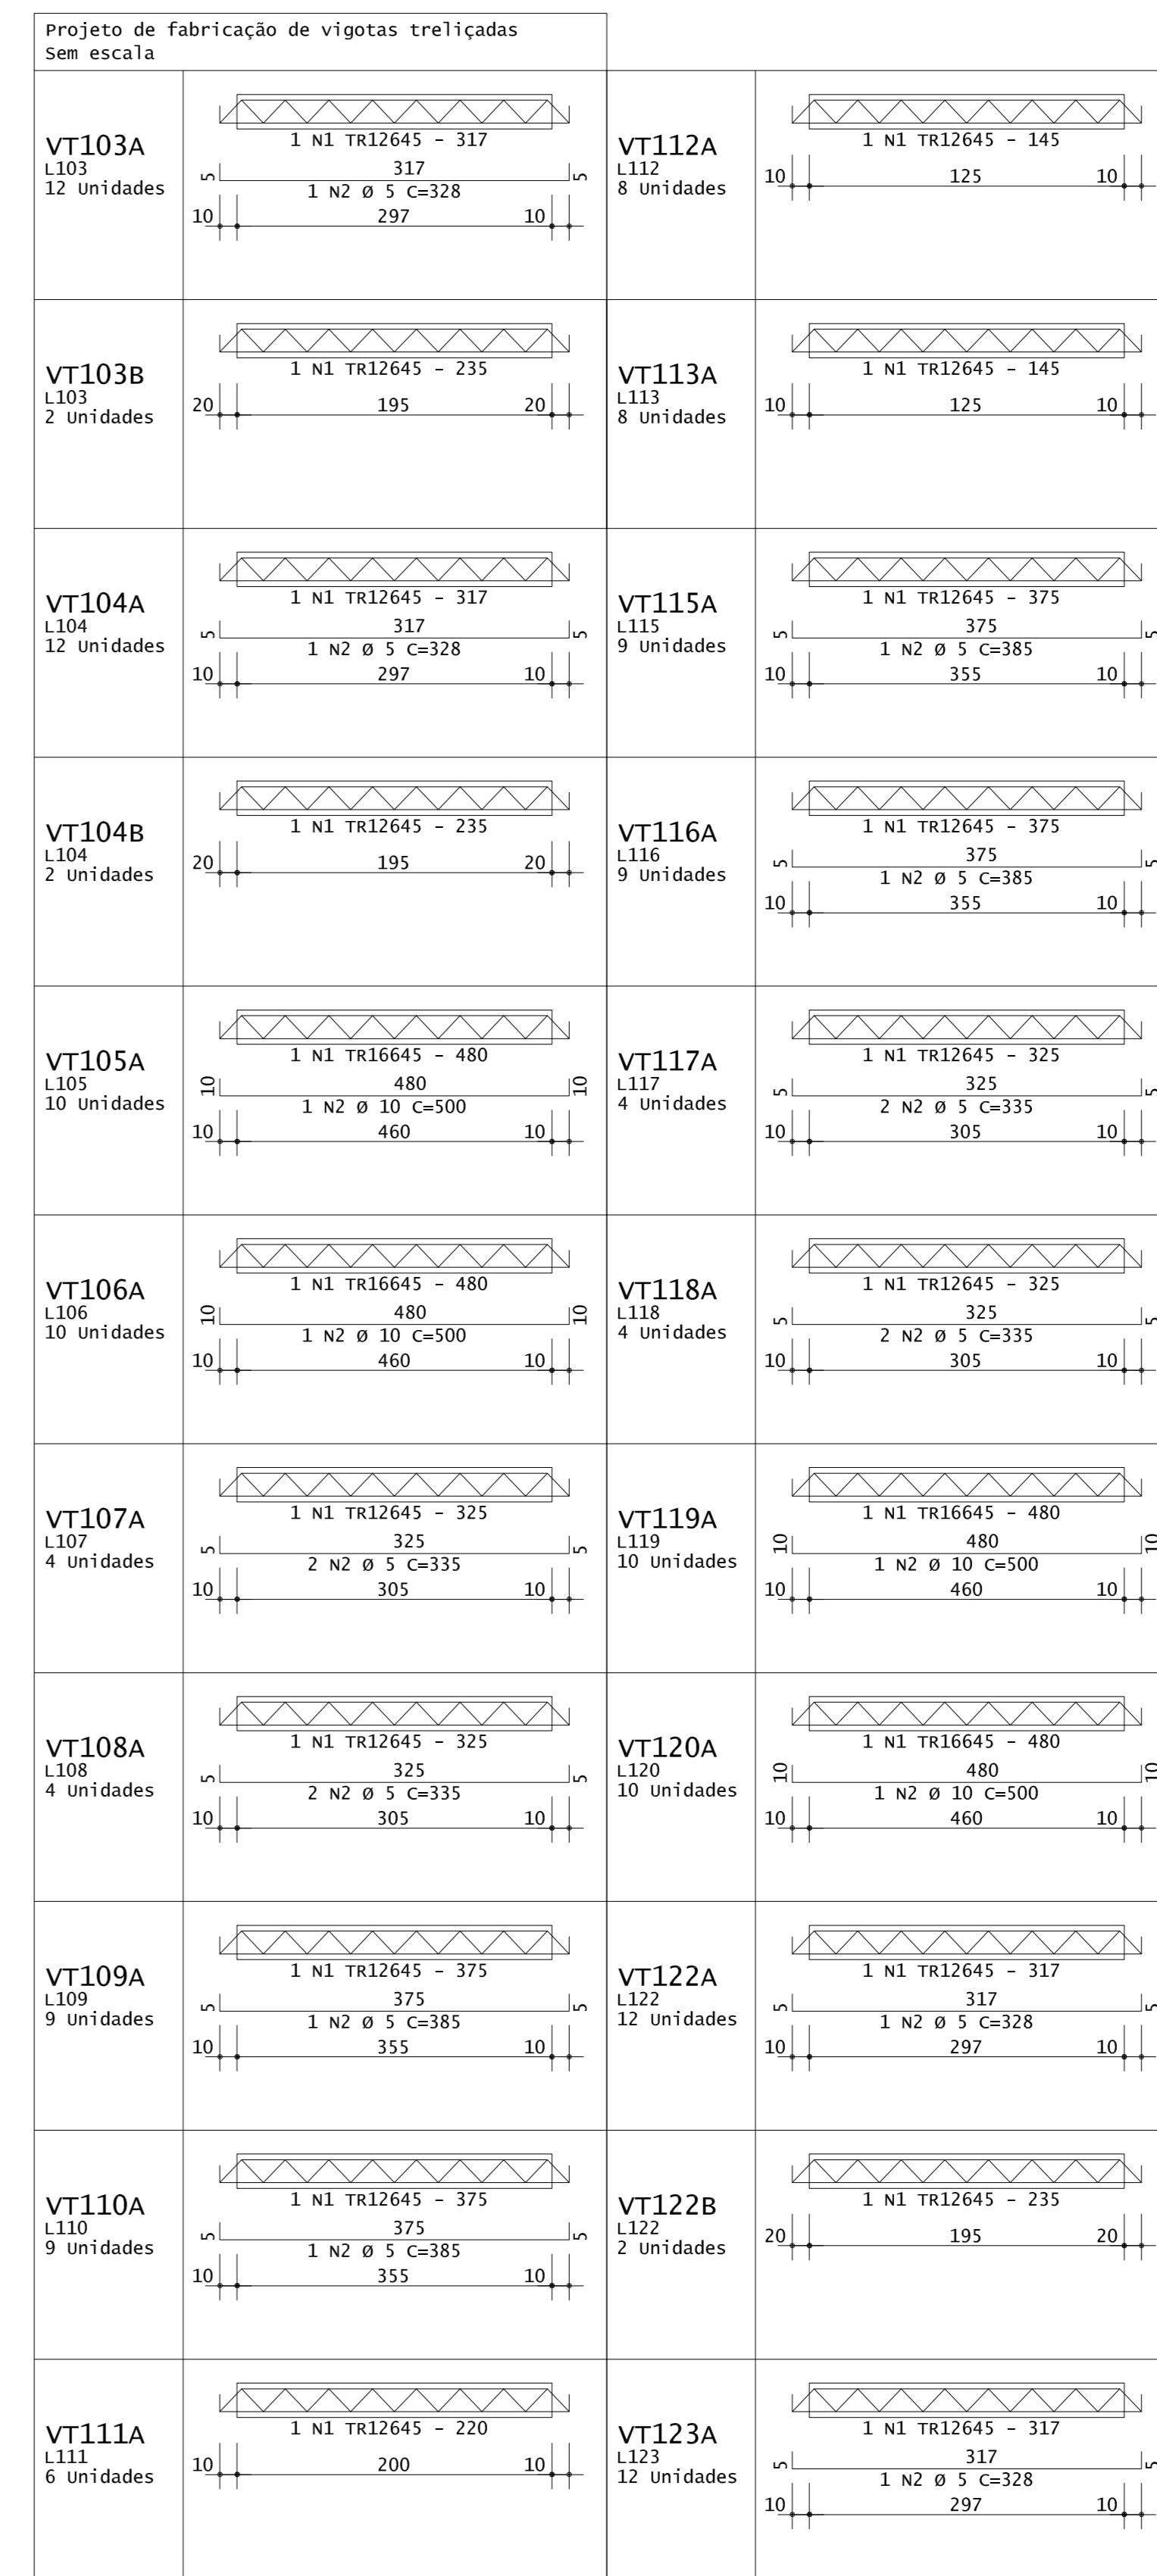 Projeto de fabricação de vigotas treliçadas
Sem escala
VT103A
L103
12 Unidades
1 N1 TR12645 - 317
5 317 5
1 N2 Ø 5 C=328
10 297 10
VT103B
L103
2 Unidades
1 N1 TR12645 - 235
20 195 20
VT104A
L104
12 Unidades
1 N1 TR12645 - 317
5 317 5
1 N2 Ø 5 C=328
10 297 10
VT104B
L104
2 Unidades
1 N1 TR12645 - 235
20 195 20
VT105A
L105
10 Unidades
1 N1 TR16645 - 480
10 480 10
1 N2 Ø 10 C=500
10 460 10
VT106A
L106
10 Unidades
1 N1 TR16645 - 480
10 480 10
1 N2 Ø 10 C=500
10 460 10
VT107A
L107
4 Unidades
1 N1 TR12645 - 325
5 325 5
2 N2 Ø 5 C=335
10 305 10
VT108A
L108
4 Unidades
1 N1 TR12645 - 325
5 325 5
2 N2 Ø 5 C=335
10 305 10
VT109A
L109
9 Unidades
1 N1 TR12645 - 375
5 375 5
1 N2 Ø 5 C=385
10 355 10
VT110A
L110
9 Unidades
1 N1 TR12645 - 375
5 375 5
1 N2 Ø 5 C=385
10 355 10
VT111A
L111
6 Unidades
1 N1 TR12645 - 220
10 200 10
VT112A
L112
8 Unidades
1 N1 TR12645 - 145
10 125 10
VT113A
L113
8 Unidades
1 N1 TR12645 - 145
10 125 10
VT115A
L115
9 Unidades
1 N1 TR12645 - 375
5 375 5
1 N2 Ø 5 C=385
10 355 10
VT116A
L116
9 Unidades
1 N1 TR12645 - 375
5 375 5
1 N2 Ø 5 C=385
10 355 10
VT117A
L117
4 Unidades
1 N1 TR12645 - 325
5 325 5
2 N2 Ø 5 C=335
10 305 10
VT118A
L118
4 Unidades
1 N1 TR12645 - 325
5 325 5
2 N2 Ø 5 C=335
10 305 10
VT119A
L119
10 Unidades
1 N1 TR16645 - 480
10 480 10
1 N2 Ø 10 C=500
10 460 10
VT120A
L120
10 Unidades
1 N1 TR16645 - 480
10 480 10
1 N2 Ø 10 C=500
10 460 10
VT122A
L122
12 Unidades
1 N1 TR12645 - 317
5 317 5
1 N2 Ø 5 C=328
10 297 10
VT122B
L122
2 Unidades
1 N1 TR12645 - 235
20 195 20
VT123A
L123
12 Unidades
1 N1 TR12645 - 317
5 317 5
1 N2 Ø 5 C=328
10 297 10